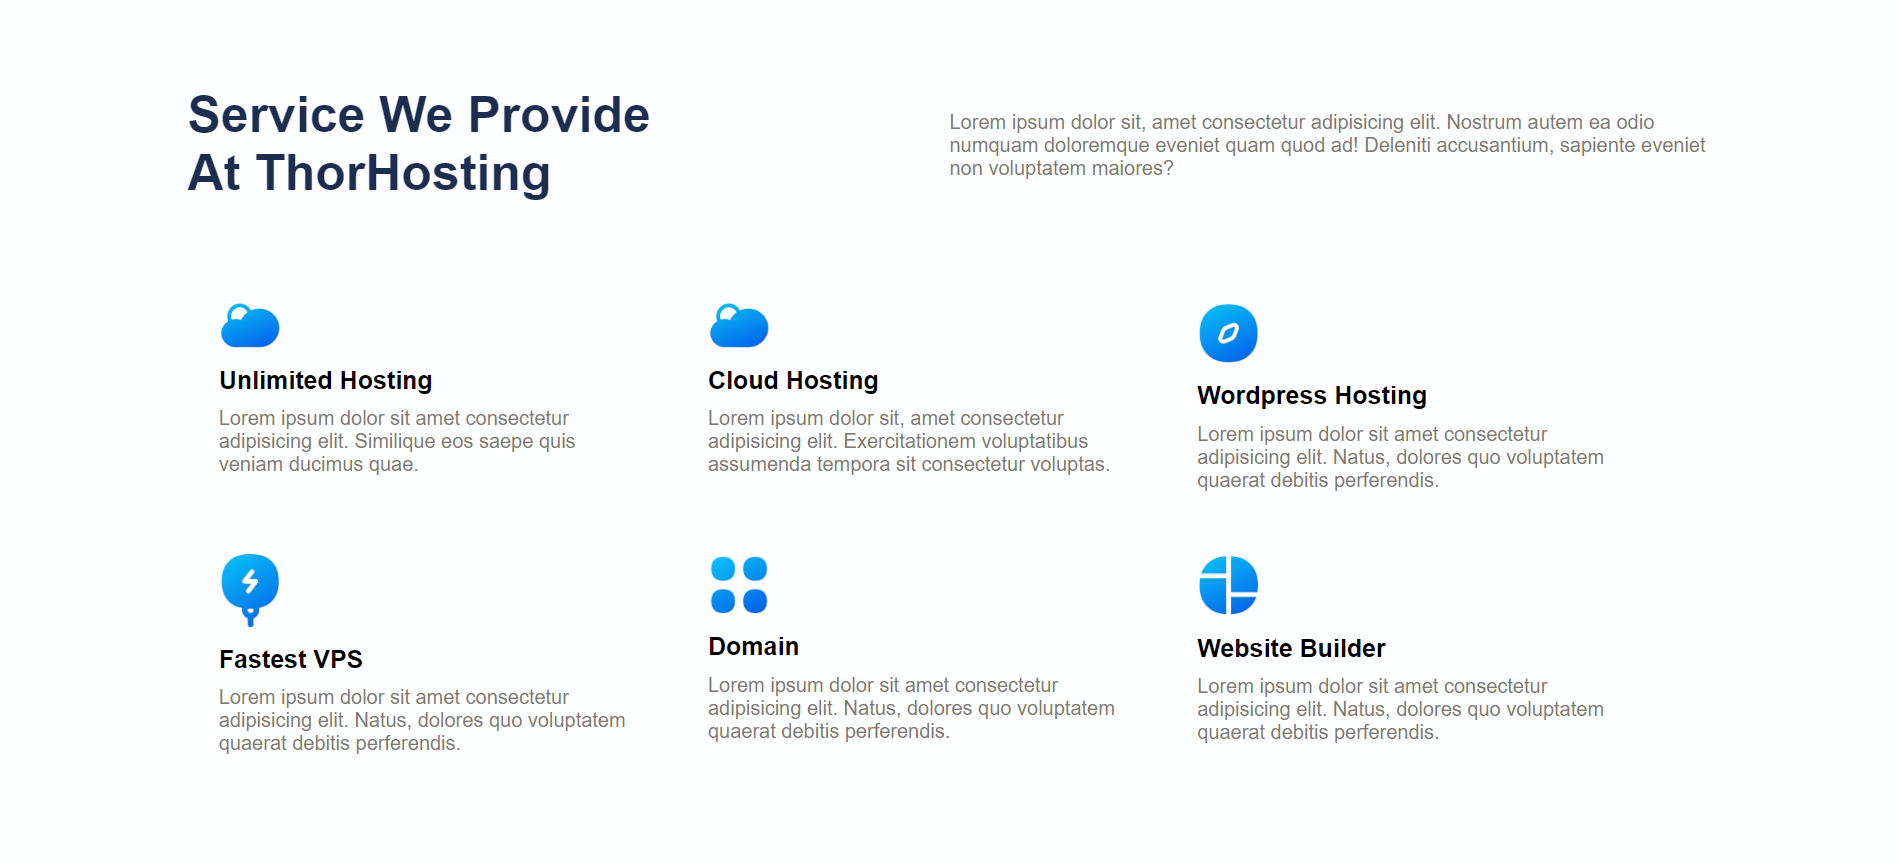 Service We Provide
At ThorHosting
Lorem ipsum dolor sit, amet consectetur adipisicing elit. Nostrum autem ea odio
numquam doloremque eveniet quam quod ad! Deleniti accusantium, sapiente eveniet
non voluptatem maiores?
Unlimited Hosting
Lorem ipsum dolor sit amet consectetur
adipisicing elit. Similique eos saepe quis
veniam ducimus quae.
Cloud Hosting
Lorem ipsum dolor sit, amet consectetur
adipisicing elit. Exercitationem voluptatibus
assumenda tempora sit consectetur voluptas.
Wordpress Hosting
Lorem ipsum dolor sit amet consectetur
adipisicing elit. Natus, dolores quo voluptatem
quaerat debitis perferendis.
Fastest VPS
Lorem ipsum dolor sit amet consectetur
adipisicing elit. Natus, dolores quo voluptatem
quaerat debitis perferendis.
Domain
Lorem ipsum dolor sit amet consectetur
adipisicing elit. Natus, dolores quo voluptatem
quaerat debitis perferendis.
Website Builder
Lorem ipsum dolor sit amet consectetur
adipisicing elit. Natus, dolores quo voluptatem
quaerat debitis perferendis.